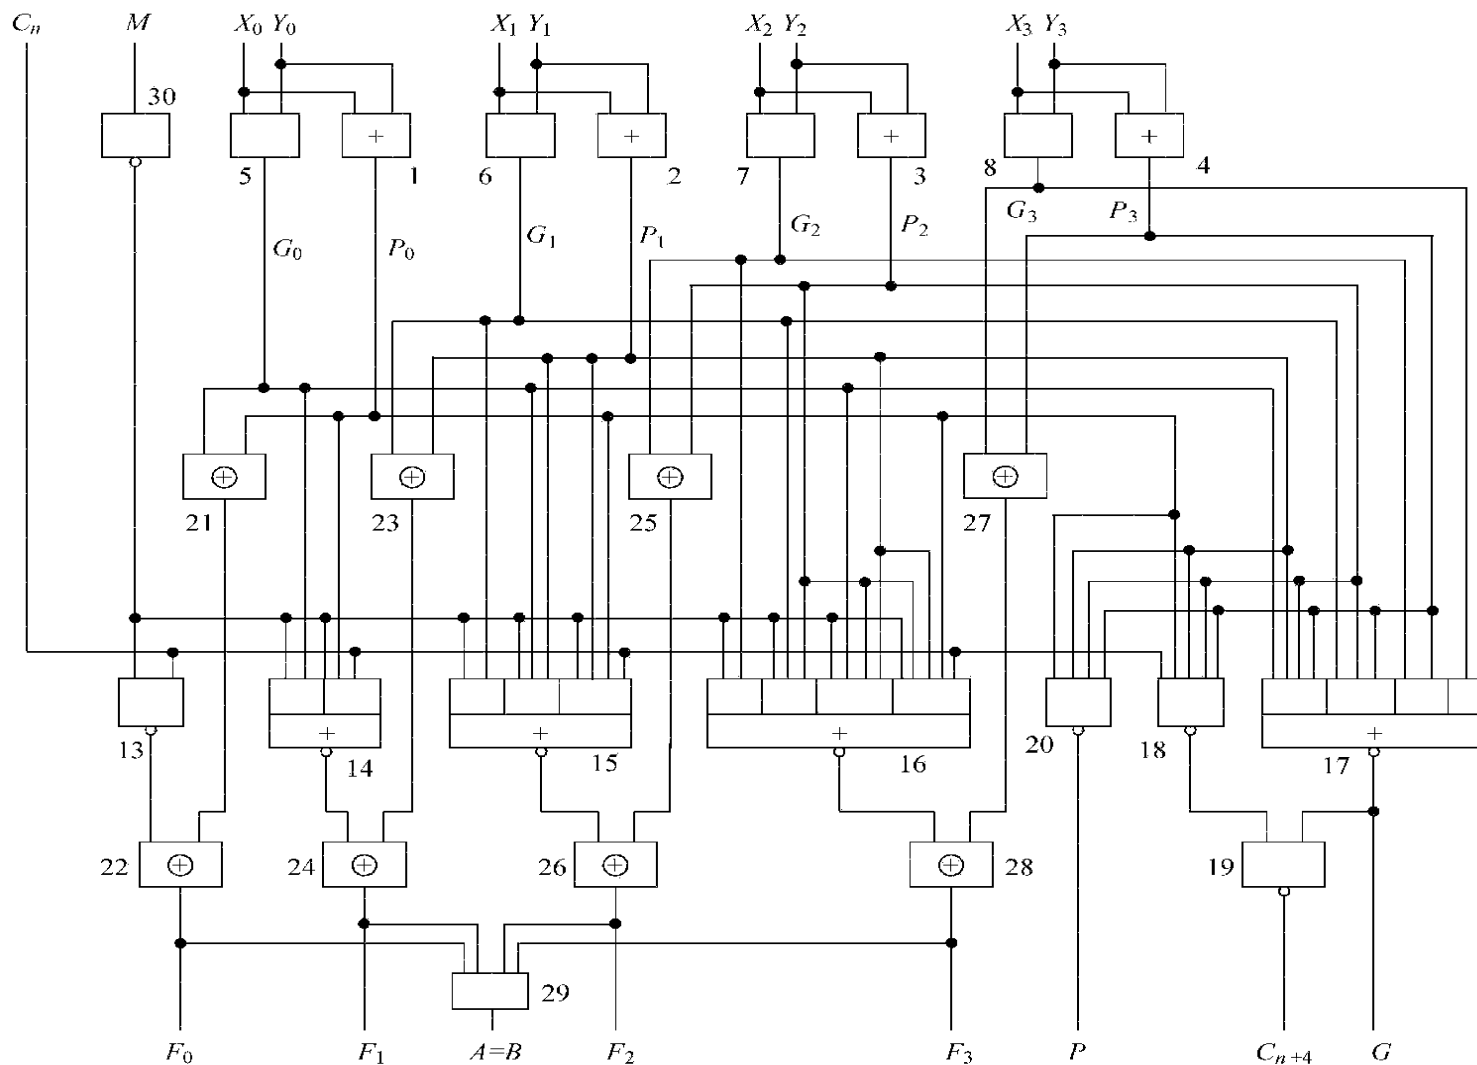 Cn M X0 Y0 X1 Y1 X2 Y2 X3 Y3
30
+ + + +
5 1 6 2 7 3 8 4
G0 P0 G1 P1 G2 P2 G3 P3
+ + + +
21 23 25 27
+ + + +
13 14 15 16 20 18 17
22 + 24 + 26 + + 28 19
29
F0 F1 A=B F2 F3 P Cn+4 G